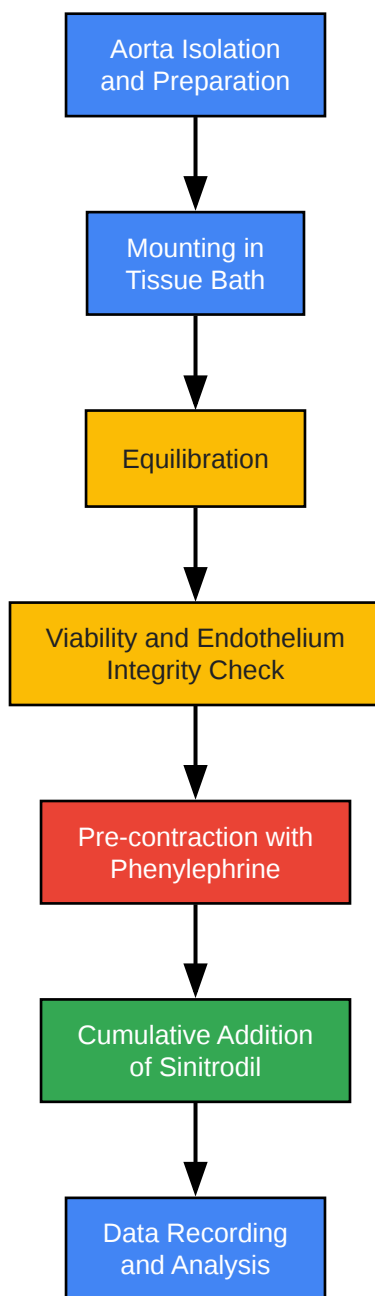 Aorta Isolation
and Preparation
Mounting in
Tissue Bath
Equilibration
Viability and Endothelium
Integrity Check
Pre-contraction with
Phenylephrine
Cumulative Addition
of Sinitrodil
Data Recording
and Analysis